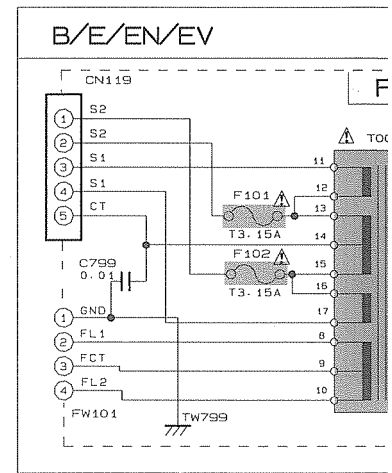 B/E/EN/EV
CN119
F
TOO
1 S2
2 S2
3 S1
4 S1
5 CT
11
12
13
14
15
16
17
8
9
10
F101
T3.15A
F102
T3.15A
C799
0.01
1 GND
2 FL1
3 FCT
4 FL2
FW101
TW799